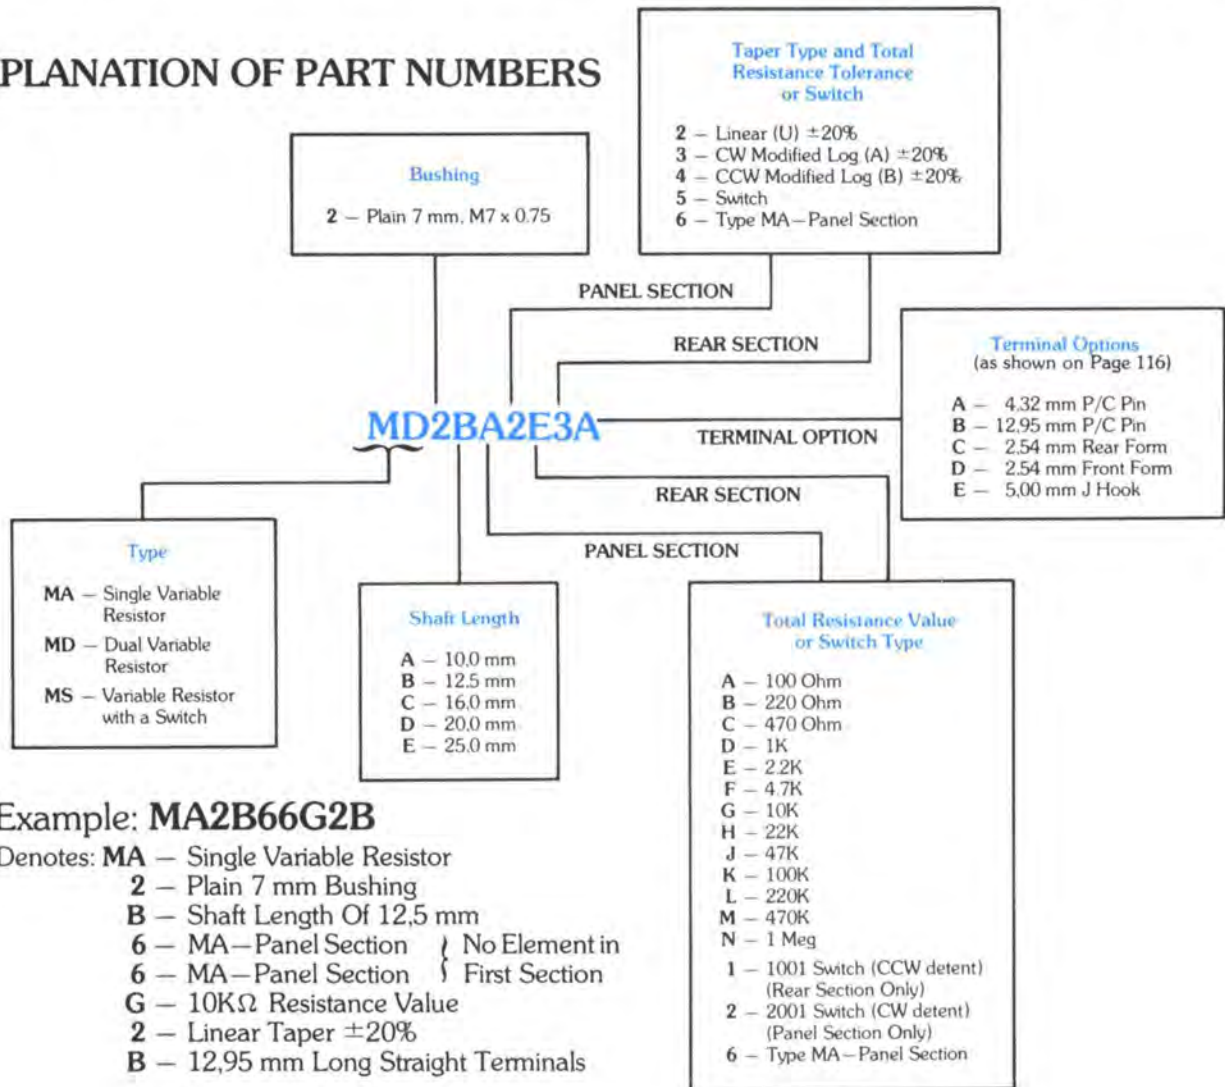 PLANATION OF PART NUMBERS
Taper Type and Total
Resistance Tolerance
or Switch
2 – Linear (U) ±20%
3 – CW Modified Log (A) ±20%
4 – CCW Modified Log (B) ±20%
5 – Switch
6 – Type MA–Panel Section
Bushing
2 – Plain 7 mm, M7 x 0.75
PANEL SECTION
REAR SECTION
Terminal Options
(as shown on Page 116)
A – 4,32 mm P/C Pin
B – 12,95 mm P/C Pin
C – 2.54 mm Rear Form
D – 2.54 mm Front Form
E – 5,00 mm J Hook
MD2BA2E3A
TERMINAL OPTION
REAR SECTION
PANEL SECTION
Type
MA – Single Variable
Resistor
MD – Dual Variable
Resistor
MS – Variable Resistor
with a Switch
Shaft Length
A – 10,0 mm
B – 12.5 mm
C – 16,0 mm
D – 20,0 mm
E – 25,0 mm
Total Resistance Value
or Switch Type
A – 100 Ohm
B – 220 Ohm
C – 470 Ohm
D – 1K
E – 2.2K
F – 4.7K
G – 10K
H – 22K
J – 47K
K – 100K
L – 220K
M – 470K
N – 1 Meg
1 – 1001 Switch (CCW detent)
(Rear Section Only)
2 – 2001 Switch (CW detent)
(Panel Section Only)
6 – Type MA–Panel Section
Example: MA2B66G2B
Denotes: MA – Single Variable Resistor
2 – Plain 7 mm Bushing
B – Shaft Length Of 12,5 mm
6 – MA–Panel Section } No Element in
6 – MA–Panel Section } First Section
G – 10KΩ Resistance Value
2 – Linear Taper ±20%
B – 12,95 mm Long Straight Terminals